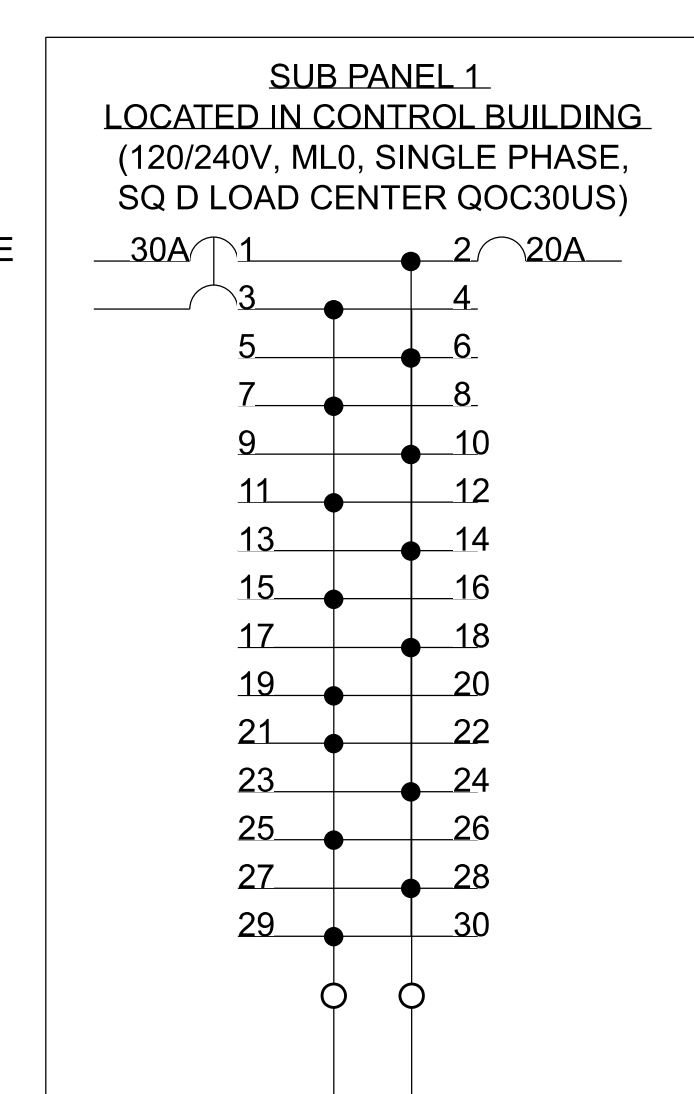 SUB PANEL 1
LOCATED IN CONTROL BUILDING
(120/240V, ML0, SINGLE PHASE,
SQ D LOAD CENTER QOC30US)
E
30A 1 2 20A
3 4
5 6
7 8
9 10
11 12
13 14
15 16
17 18
19 20
21 22
23 24
25 26
27 28
29 30